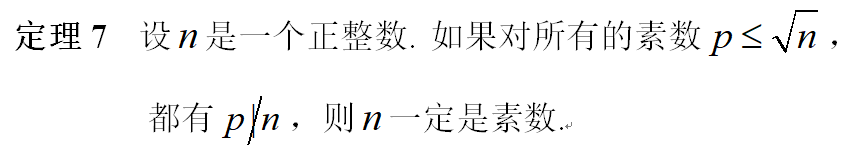 定理 7 设 n 是一个正整数. 如果对所有的素数 p ≤ √n ,
都有 p∤n , 则 n 一定是素数.